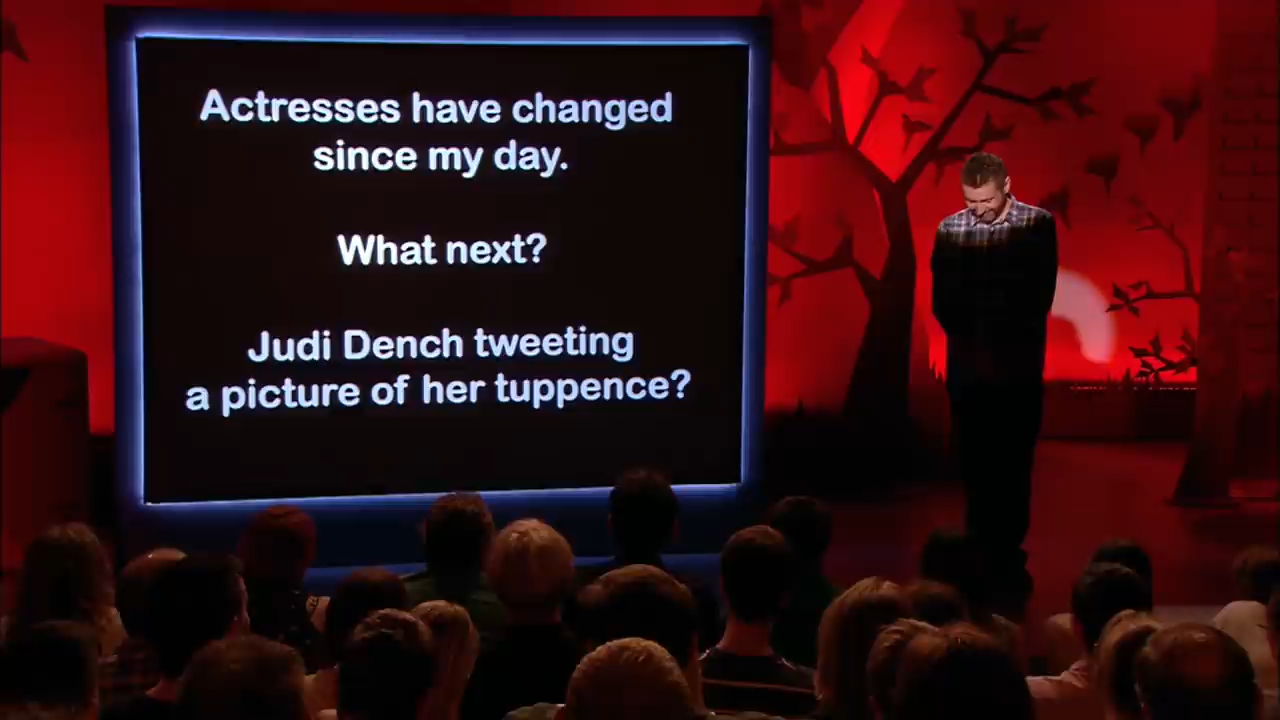 Actresses have changed
since my day.
What next?
Judi Dench tweeting
a picture of her tuppence?